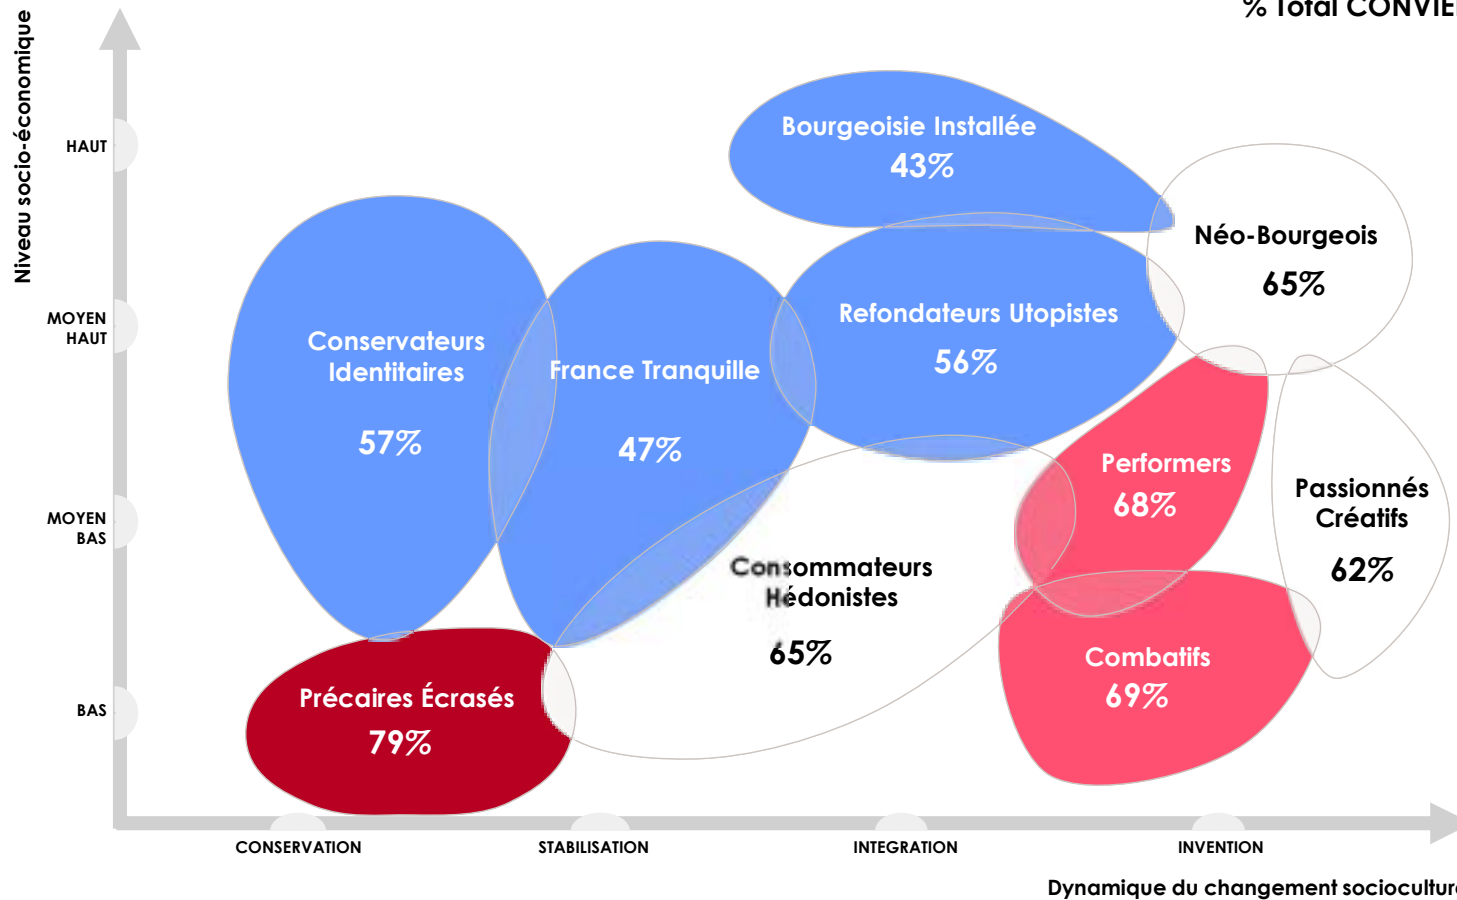 % Total CONVIE
Niveau socio-économique
HAUT
MOYEN
HAUT
MOYEN
BAS
BAS
Bourgeoisie Installée
43%
Néo-Bourgeois
65%
Conservateurs
Identitaires
57%
France Tranquille
47%
Refondateurs Utopistes
56%
Performers
68%
Passionnés
Créatifs
62%
Consommateurs
Hédonistes
65%
Précaires Écrasés
79%
Combatifs
69%
CONSERVATION
STABILISATION
INTEGRATION
INVENTION
Dynamique du changement sociocultur